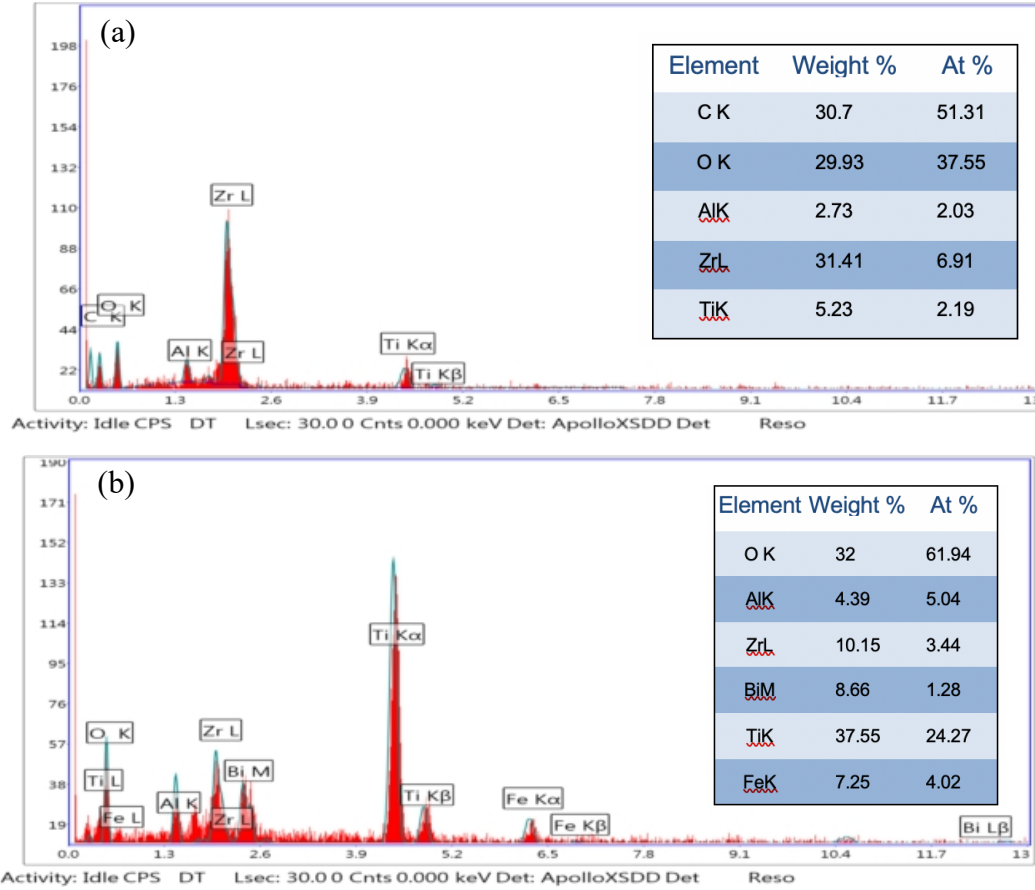 (a)
198
176
154
132
110
88
66
44
22
Zr L
O K
C K
Al K
Zr L
Ti Kα
Ti Kβ
0.0 1.3 2.6 3.9 5.2 6.5 7.8 9.1 10.4 11.7 13
Element Weight % At %
C K 30.7 51.31
O K 29.93 37.55
AlK 2.73 2.03
ZrL 31.41 6.91
TiK 5.23 2.19
Activity: Idle CPS DT Lsec: 30.0 0 Cnts 0.000 keV Det: ApolloXSDD Det Reso
(b)
190
171
152
133
114
95
76
57
38
19
Ti Kα
O K
Zr L
Ti L
Bi M
Fe L
Al K
Zr L
Ti Kβ
Fe Kα
Fe Kβ
Bi Lβ
0.0 1.3 2.6 3.9 5.2 6.5 7.8 9.1 10.4 11.7 13
Element Weight % At %
O K 32 61.94
AlK 4.39 5.04
ZrL 10.15 3.44
BiM 8.66 1.28
TiK 37.55 24.27
FeK 7.25 4.02
Activity: Idle CPS DT Lsec: 30.0 0 Cnts 0.000 keV Det: ApolloXSDD Det Reso